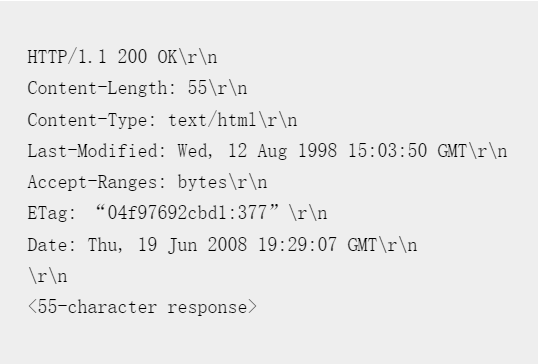 HTTP/1.1 200 OK\r\n
Content-Length: 55\r\n
Content-Type: text/html\r\n
Last-Modified: Wed, 12 Aug 1998 15:03:50 GMT\r\n
Accept-Ranges: bytes\r\n
ETag: “04f97692cbd1:377”\r\n
Date: Thu, 19 Jun 2008 19:29:07 GMT\r\n
\r\n
<55-character response>